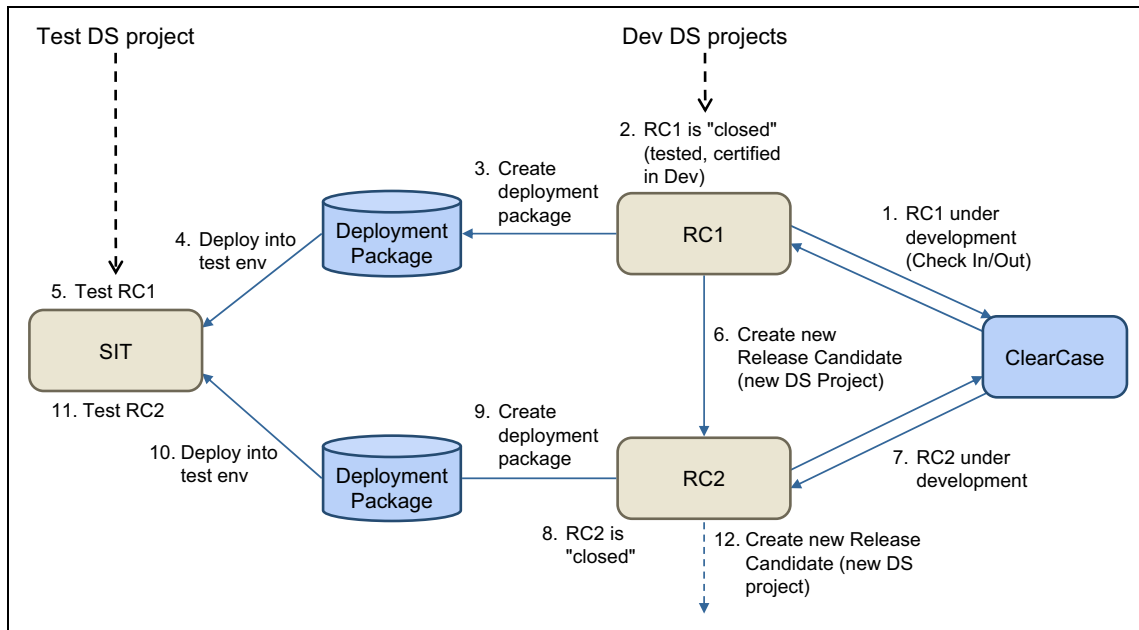 Test DS project
Dev DS projects
2. RC1 is "closed"
(tested, certified
in Dev)
3. Create
deployment
package
1. RC1 under
development
(Check In/Out)
RC1
Deployment
Package
4. Deploy into
test env
5. Test RC1
SIT
11. Test RC2
6. Create new
Release Candidate
(new DS Project)
ClearCase
9. Create
deployment
package
10. Deploy into
test env
Deployment
Package
RC2
7. RC2 under
development
8. RC2 is
"closed"
12. Create new Release
Candidate (new DS
project)